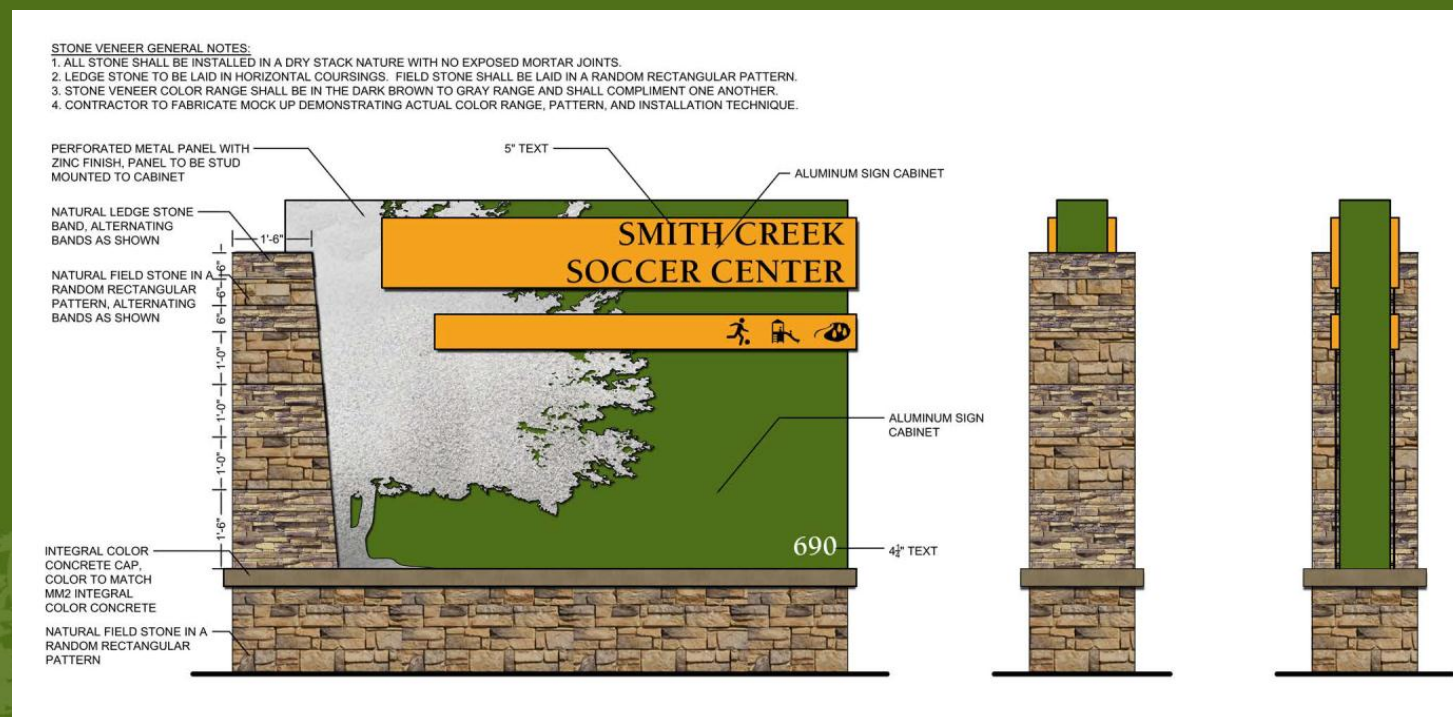 STONE VENEER GENERAL NOTES:
1. ALL STONE SHALL BE INSTALLED IN A DRY STACK NATURE WITH NO EXPOSED MORTAR JOINTS.
2. LEDGE STONE TO BE LAID IN HORIZONTAL COURSINGS. FIELD STONE SHALL BE LAID IN A RANDOM RECTANGULAR PATTERN.
3. STONE VENEER COLOR RANGE SHALL BE IN THE DARK BROWN TO GRAY RANGE AND SHALL COMPLIMENT ONE ANOTHER.
4. CONTRACTOR TO FABRICATE MOCK UP DEMONSTRATING ACTUAL COLOR RANGE, PATTERN, AND INSTALLATION TECHNIQUE.
PERFORATED METAL PANEL WITH
ZINC FINISH, PANEL TO BE STUD
MOUNTED TO CABINET
5" TEXT
ALUMINUM SIGN CABINET
NATURAL LEDGE STONE
BAND, ALTERNATING
BANDS AS SHOWN
1'-6"
SMITH CREEK
SOCCER CENTER
NATURAL FIELD STONE IN A
RANDOM RECTANGULAR
PATTERN, ALTERNATING
BANDS AS SHOWN
6"
6"
6"
1'-0"
1'-0"
1'-0"
1'-6"
ALUMINUM SIGN
CABINET
690
4½" TEXT
INTEGRAL COLOR
CONCRETE CAP,
COLOR TO MATCH
MM2 INTEGRAL
COLOR CONCRETE
NATURAL FIELD STONE IN A
RANDOM RECTANGULAR
PATTERN